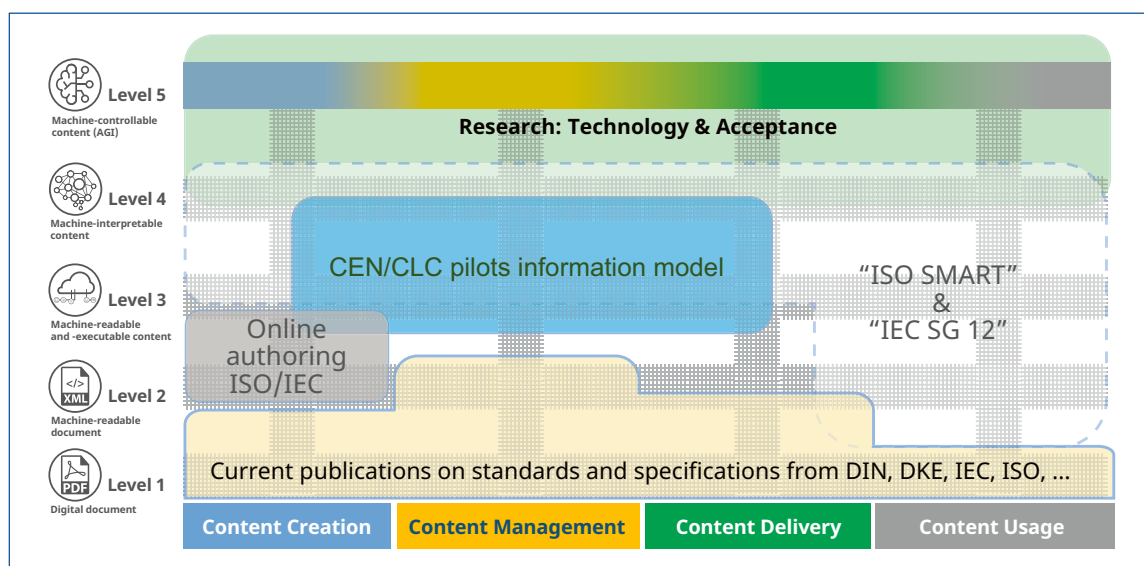 Level 5
Machine-controllable
content (AGI)
Research: Technology & Acceptance
Level 4
Machine-interpretable
content
CEN/CLC pilots information model
“ISO SMART”
&
“IEC SG 12”
Level 3
Machine-readable
and -executable content
Online
authoring
ISO/IEC
</>
XML
Level 2
Machine-readable
document
PDF
Level 1
Digital document
Current publications on standards and specifications from DIN, DKE, IEC, ISO, ...
Content Creation
Content Management
Content Delivery
Content Usage